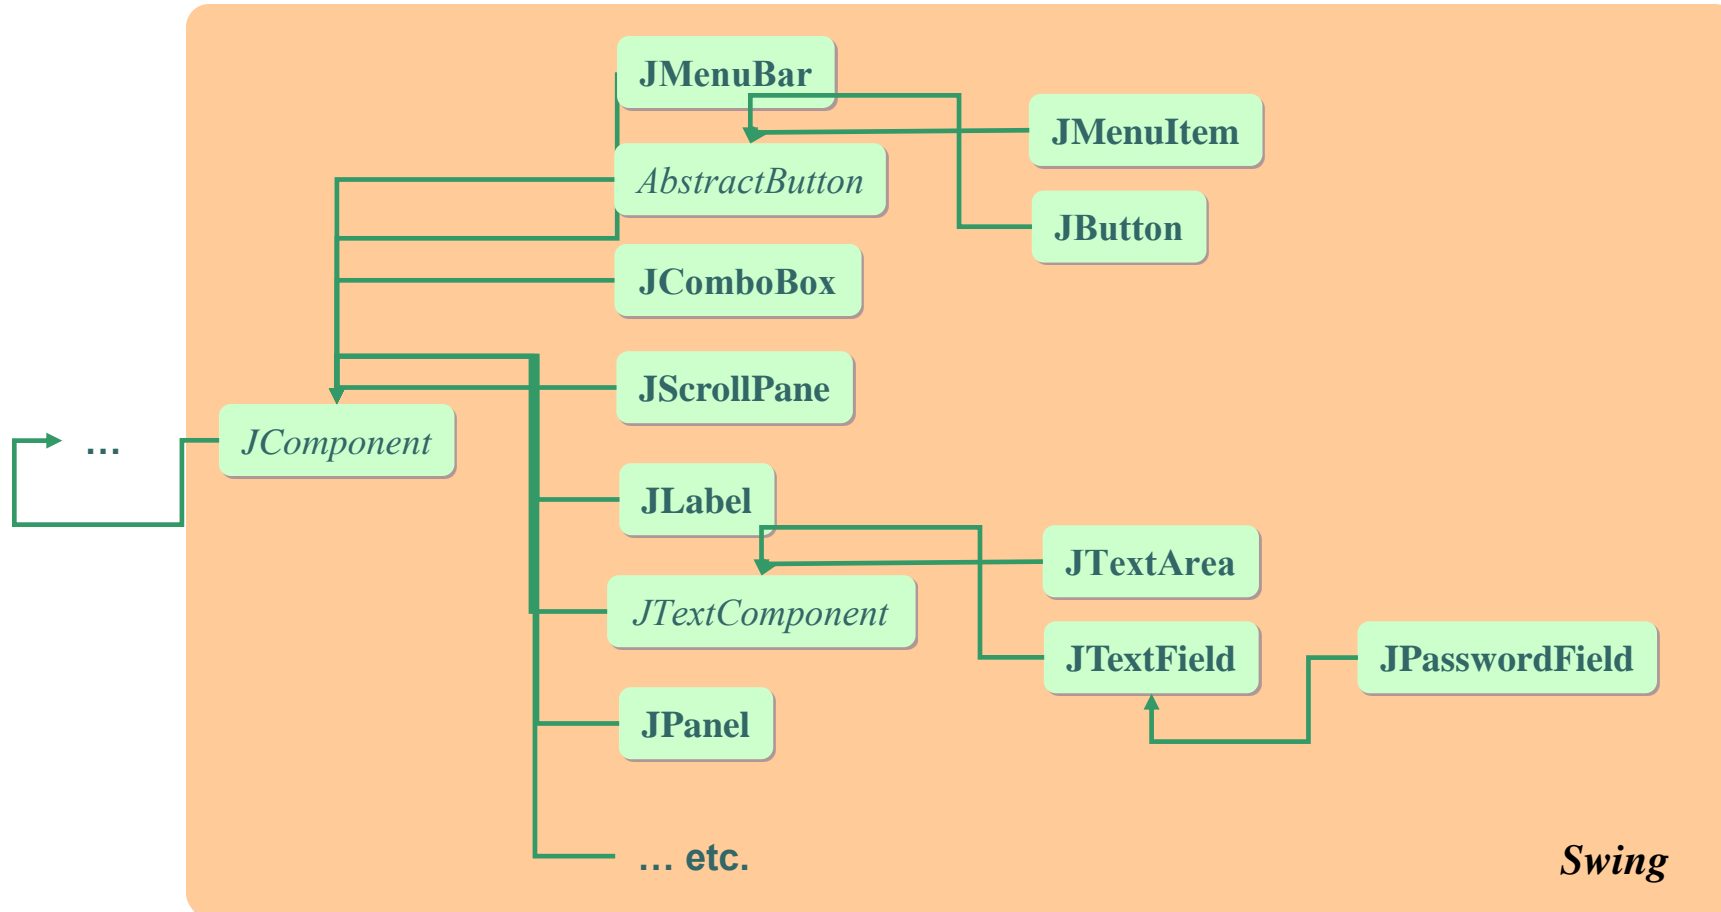 JMenuBar
JMenuItem
AbstractButton
JButton
JComboBox
JScrollPane
...
JComponent
JLabel
JTextArea
JTextComponent
JTextField
JPasswordField
JPanel
... etc.
Swing